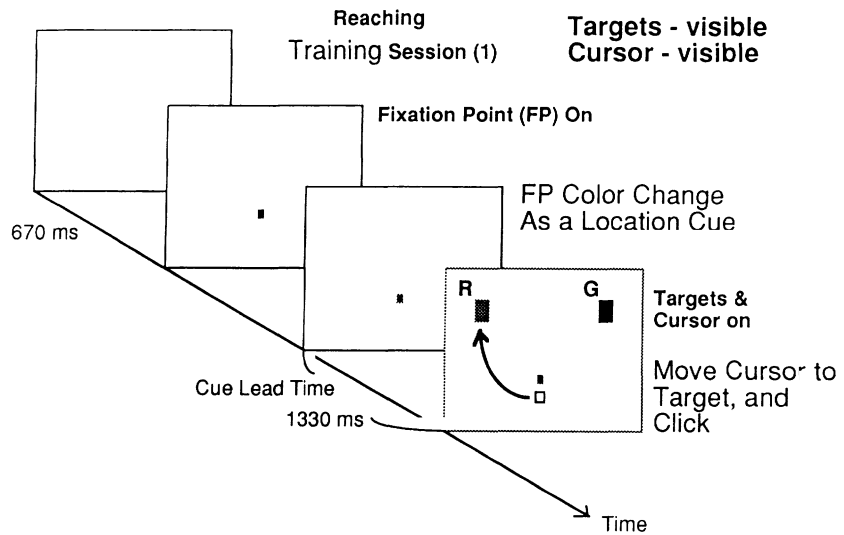 Reaching
Training Session (1)
Targets - visible
Cursor - visible
Fixation Point (FP) On
670 ms
FP Color Change
As a Location Cue
R
G
Targets &
Cursor on
Cue Lead Time
1330 ms
Move Cursor to
Target, and
Click
Time